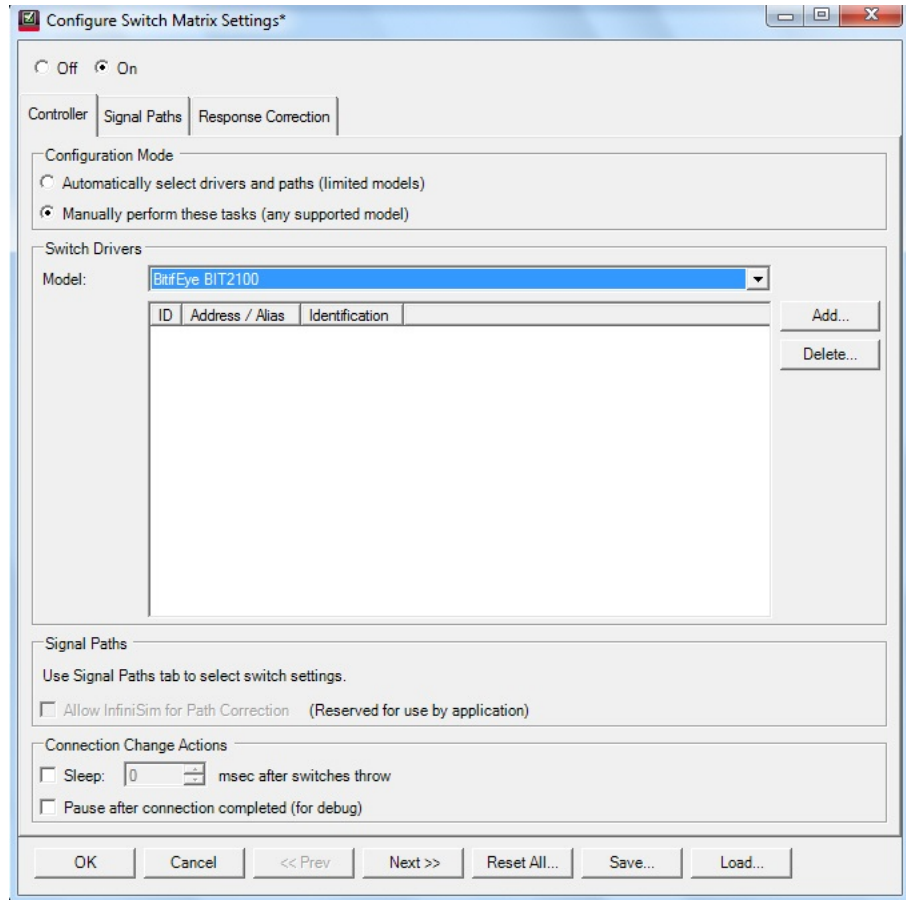 Configure Switch Matrix Settings*
Off On
Controller Signal Paths Response Correction
Configuration Mode
Automatically select drivers and paths (limited models)
Manually perform these tasks (any supported model)
Switch Drivers
Model: BitifEye BIT2100
ID Address / Alias Identification Add...
Delete...
Signal Paths
Use Signal Paths tab to select switch settings.
Allow InfiniSim for Path Correction (Reserved for use by application)
Connection Change Actions
Sleep: 0 msec after switches throw
Pause after connection completed (for debug)
OK Cancel << Prev Next >> Reset All... Save... Load...